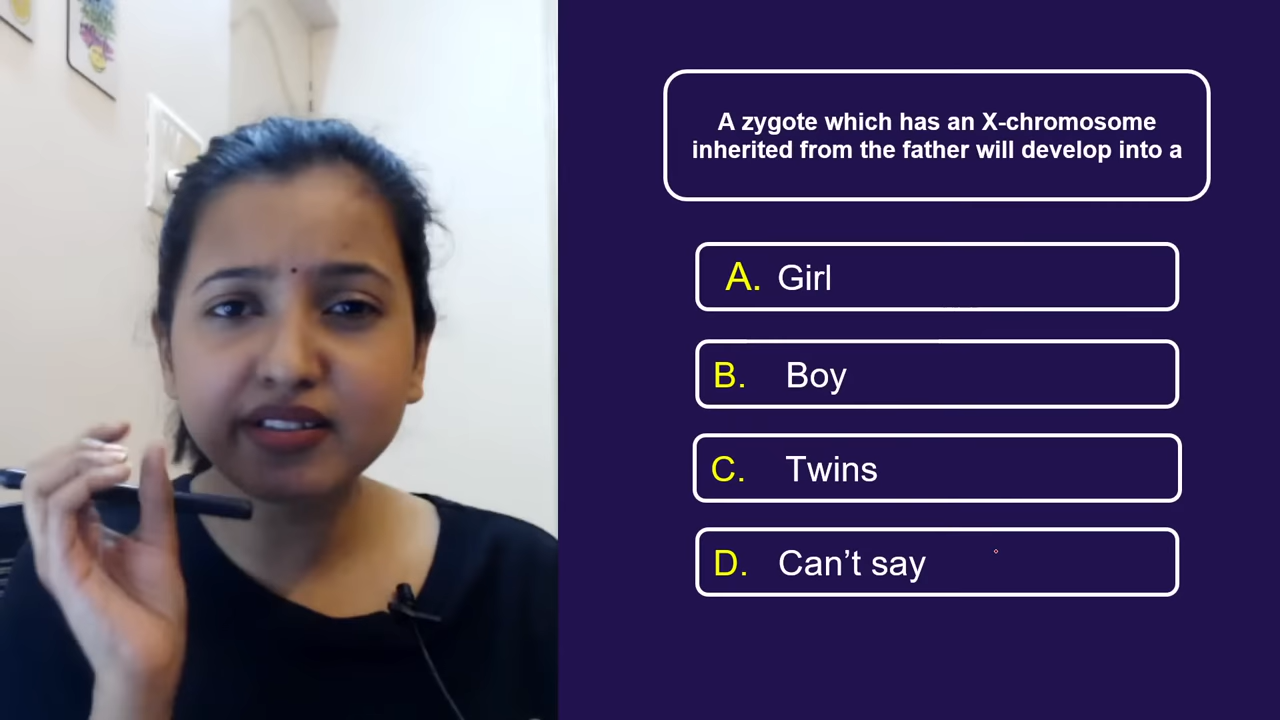 A zygote which has an X-chromosome
inherited from the father will develop into a
A. Girl
B. Boy
C. Twins
D. Can’t say